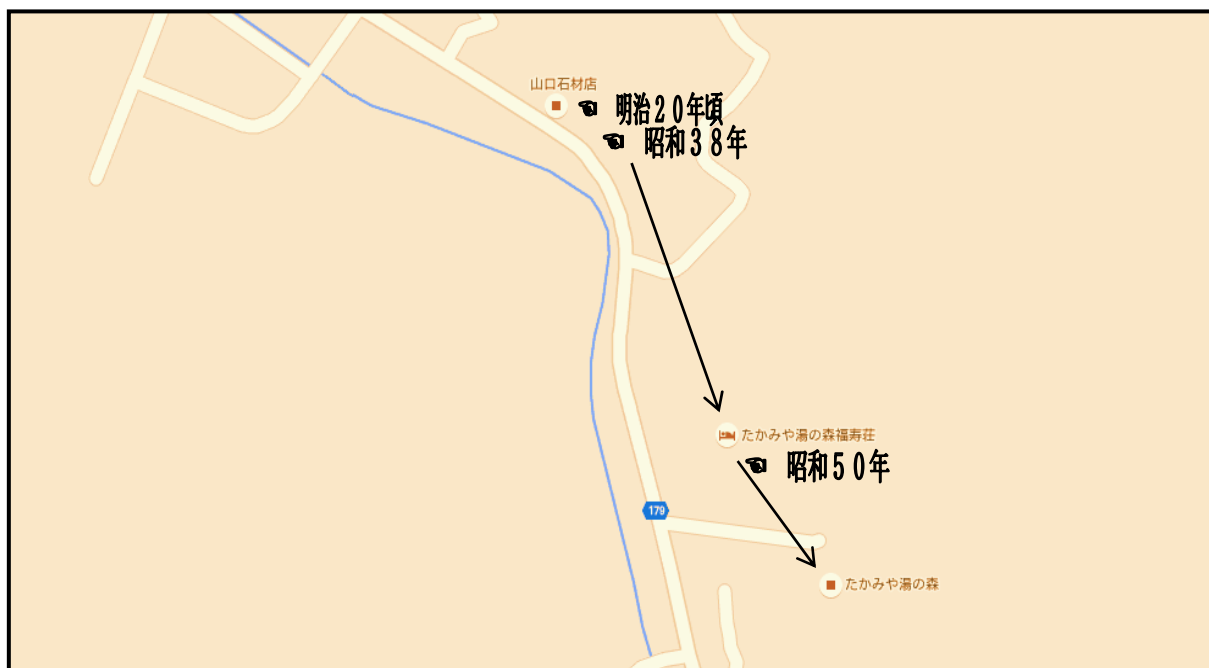 山口石材店
☜ 明治２０年頃
☜ 昭和３８年
たかみや湯の森福寿荘
☜ 昭和５０年
179
たかみや湯の森